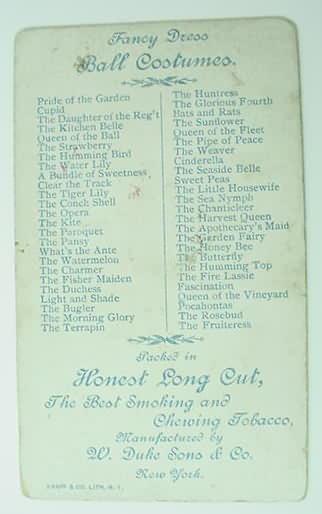 Fancy Dress
Ball Costumes.
Pride of the Garden
Cupid
The Daughter of the Reg't
The Kitchen Belle
Queen of the Ball
The Strawberry
The Humming Bird
The Water Lily
A Bundle of Sweetness
Clear the Track
The Tiger Lily
The Conch Shell
The Opera
The Kite
The Paroquet
The Pansy
What's the Ante
The Watermelon
The Charmer
The Fisher Maiden
The Duchess
Light and Shade
The Bugler
The Morning Glory
The Terrapin
The Huntress
The Glorious Fourth
Bats and Rats
The Sunflower
Queen of the Fleet
The Pipe of Peace
The Weaver
Cinderella
The Seaside Belle
Sweet Peas
The Little Housewife
The Sea Nymph
The Chanticleer
The Harvest Queen
The Apothecary's Maid
The Garden Fairy
The Honey Bee
The Butterfly
The Humming Top
The Fire Lassie
Fascination
Queen of the Vineyard
Pocahontas
The Rosebud
The Fruiteress
Packed in
Honest Long Cut,
The Best Smoking and
Chewing Tobacco,
Manufactured by
W. Duke Sons & Co.
New York.
KNAPP & CO. LITH. N. Y.